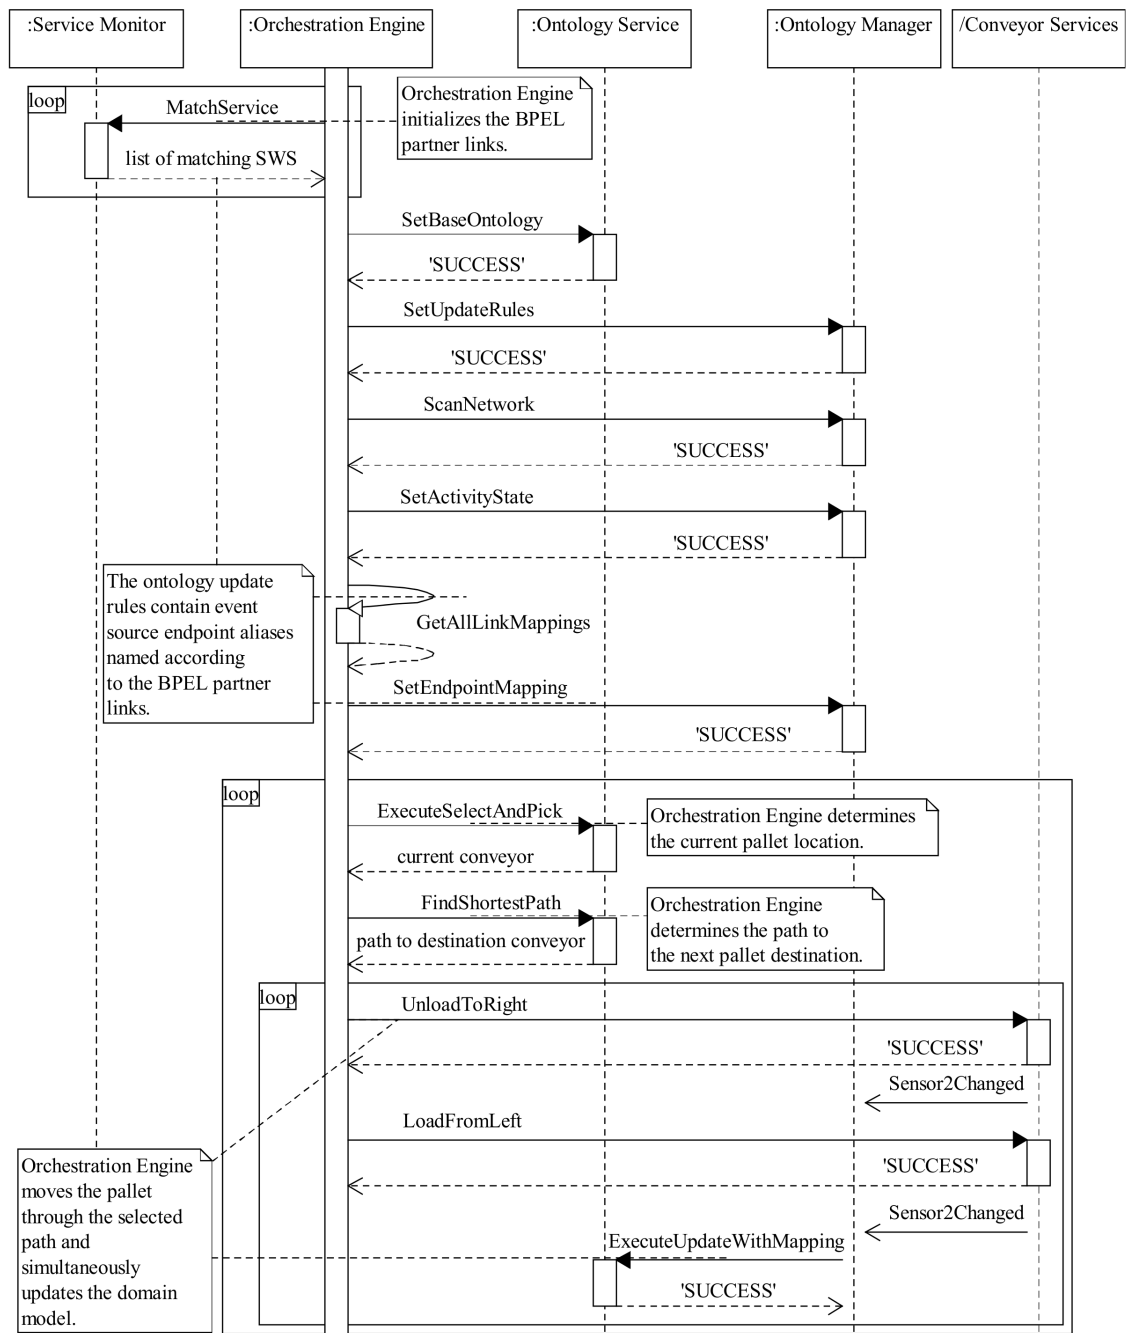 :Service Monitor
:Orchestration Engine
:Ontology Service
:Ontology Manager
/Conveyor Services
loop
MatchService
Orchestration Engine
initializes the BPEL
partner links.
list of matching SWS
SetBaseOntology
'SUCCESS'
SetUpdateRules
'SUCCESS'
ScanNetwork
'SUCCESS'
SetActivityState
'SUCCESS'
The ontology update
rules contain event
source endpoint aliases
named according
to the BPEL partner
links.
GetAllLinkMappings
SetEndpointMapping
'SUCCESS'
loop
ExecuteSelectAndPick
Orchestration Engine determines
the current pallet location.
current conveyor
FindShortestPath
Orchestration Engine
determines the path to
the next pallet destination.
path to destination conveyor
loop
UnloadToRight
'SUCCESS'
Sensor2Changed
LoadFromLeft
'SUCCESS'
Orchestration Engine
moves the pallet
through the selected
path and
simultaneously
updates the domain
model.
Sensor2Changed
ExecuteUpdateWithMapping
'SUCCESS'